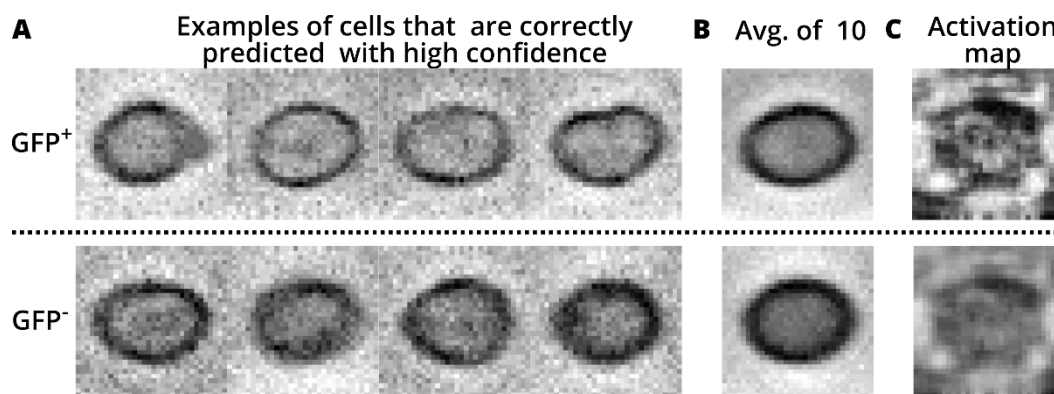 A Examples of cells that are correctly predicted with high confidence B Avg. of 10 C Activation map
GFP+
GFP-